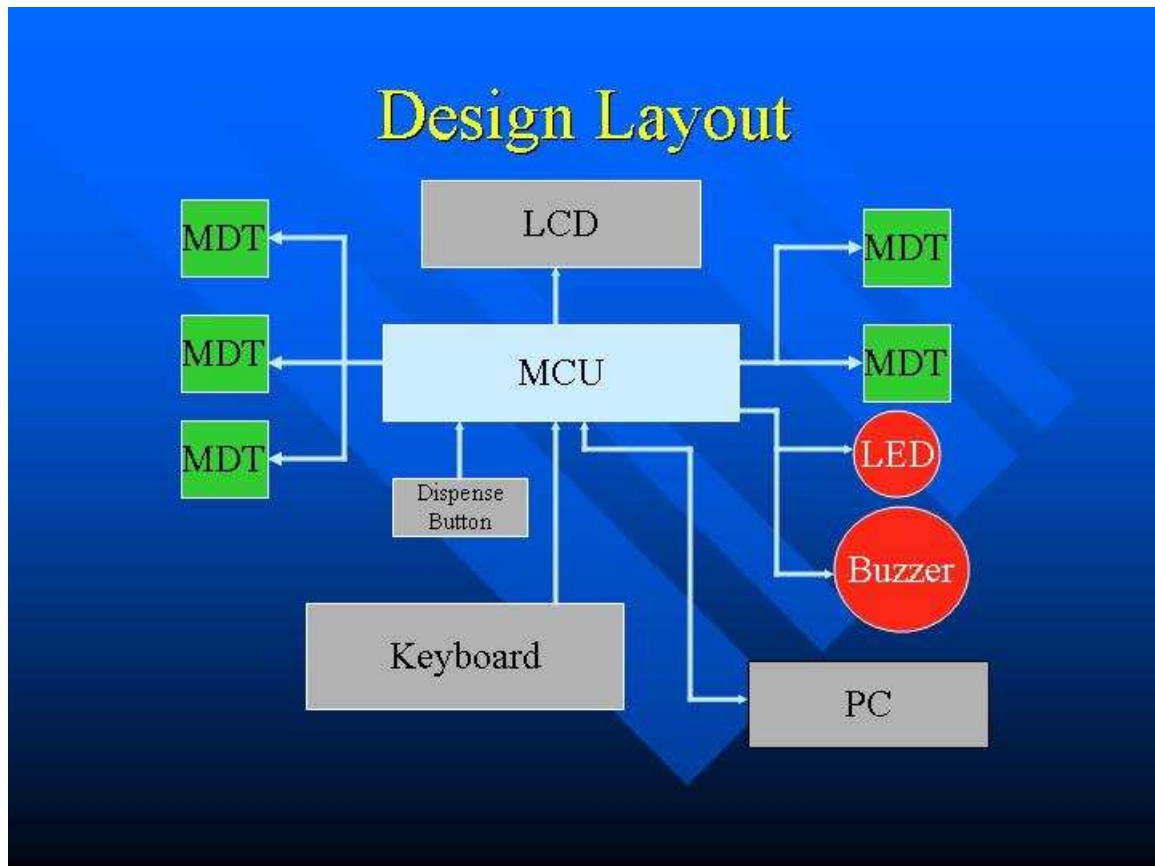 Design Layout
LCD
MDT
MDT
MDT
MCU
MDT
MDT
LED
Dispense
Button
Buzzer
Keyboard
PC